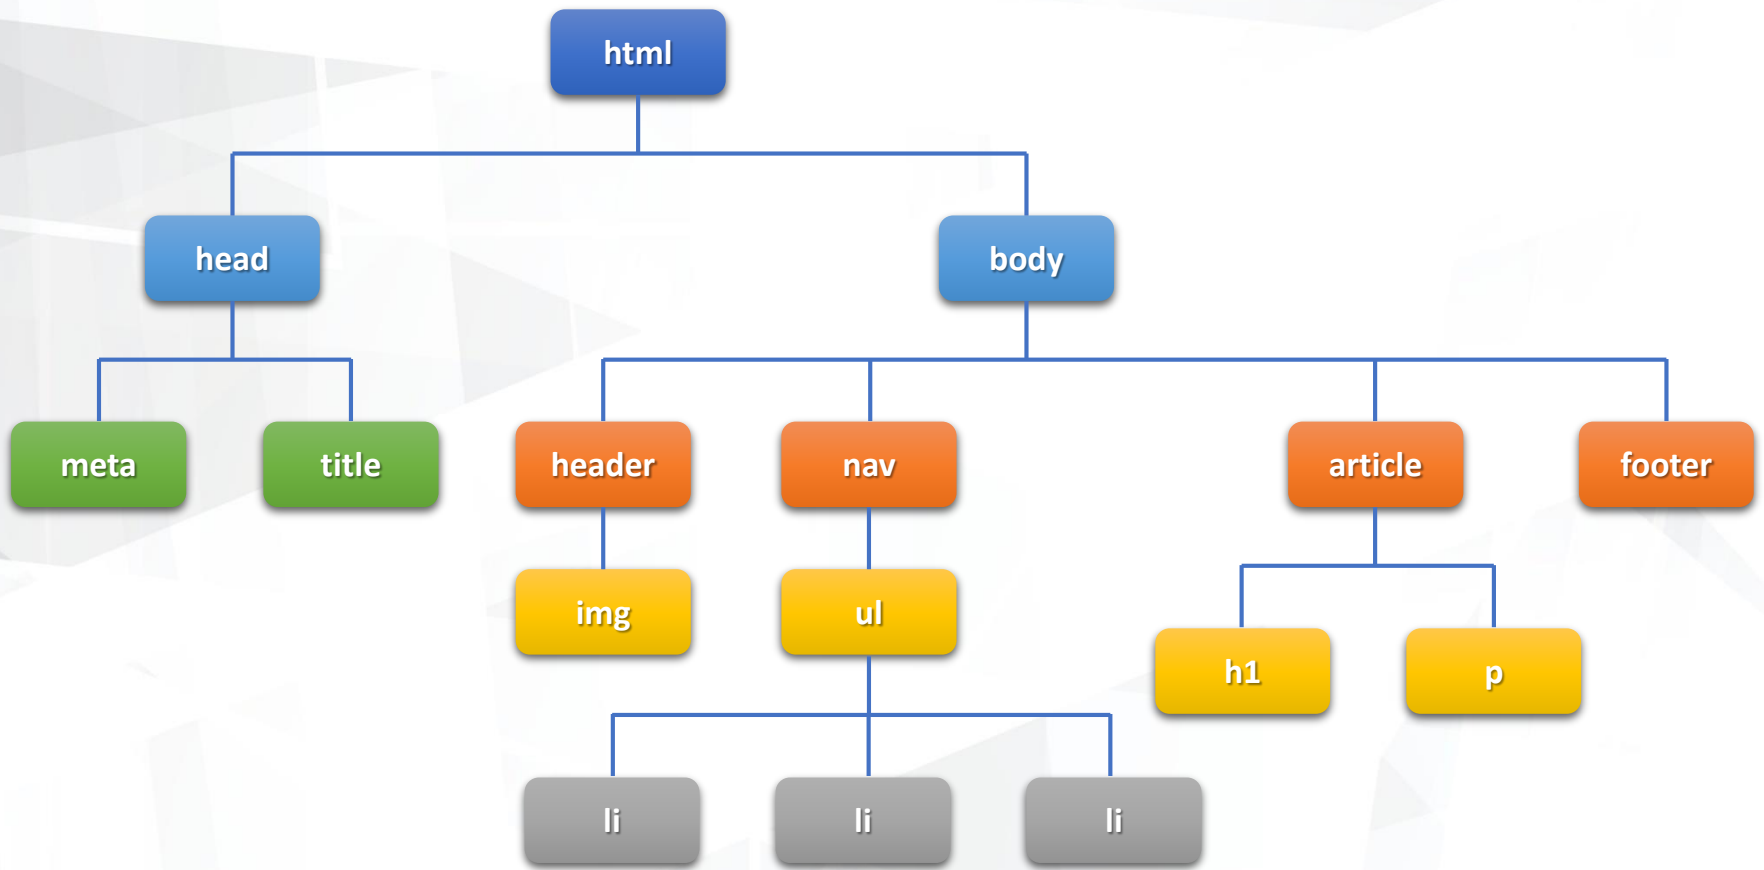 html
head
body
meta
title
header
nav
article
footer
img
ul
h1
p
li
li
li